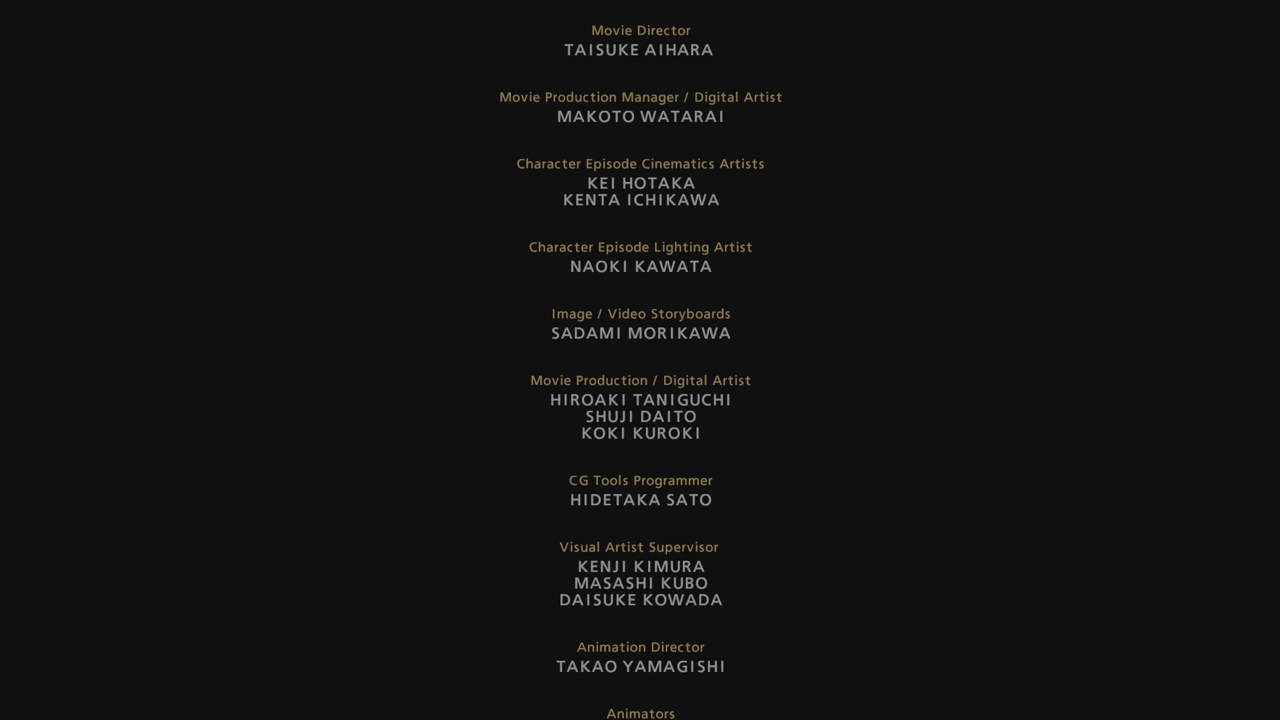 Movie Director
TAISUKE AIHARA
Movie Production Manager / Digital Artist
MAKOTO WATARAI
Character Episode Cinematics Artists
KEI HOTAKA
KENTA ICHIKAWA
Character Episode Lighting Artist
NAOKI KAWATA
Image / Video Storyboards
SADAMI MORIKAWA
Movie Production / Digital Artist
HIROAKI TANIGUCHI
SHUJI DAITO
KOKI KUROKI
CG Tools Programmer
HIDETAKA SATO
Visual Artist Supervisor
KENJI KIMURA
MASASHI KUBO
DAISUKE KOWADA
Animation Director
TAKAO YAMAGISHI
Animators